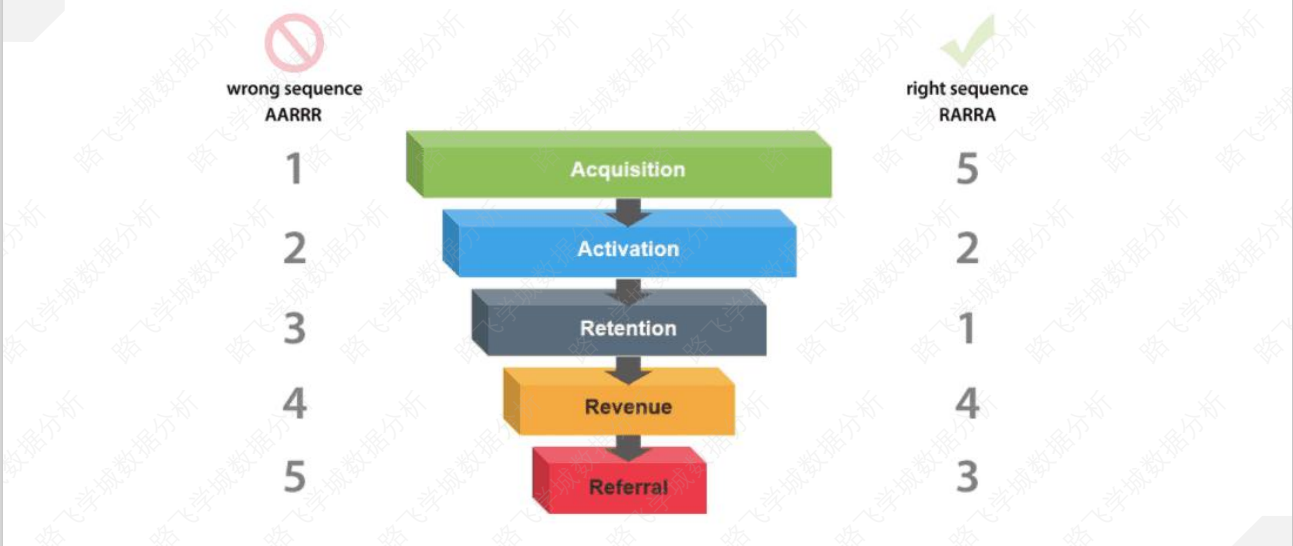 wrong sequence
AARRR
right sequence
RARRA
1
Acquisition
5
2
Activation
2
3
Retention
1
4
Revenue
4
5
Referral
3
路飞学城数据分析